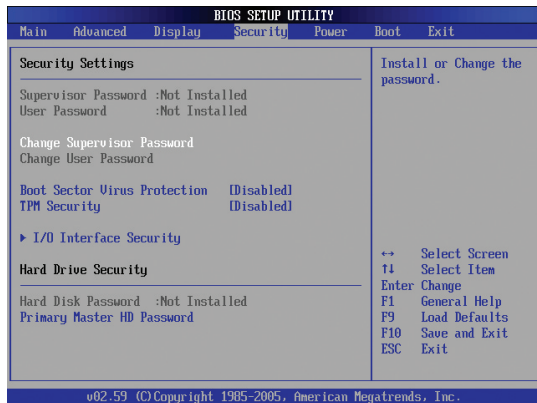 BIOS SETUP UTILITY
Main Advanced Display Security Power Boot Exit
Security Settings
Supervisor Password :Not Installed
User Password :Not Installed
Change Supervisor Password
Change User Password
Boot Sector Virus Protection [Disabled]
TPM Security [Disabled]
▶ I/O Interface Security
Hard Drive Security
Hard Disk Password :Not Installed
Primary Master HD Password
Install or Change the
password.
↔ Select Screen
↑↓ Select Item
Enter Change
F1 General Help
F9 Load Defaults
F10 Save and Exit
ESC Exit
v02.59 (C)Copyright 1985-2005, American Megatrends, Inc.